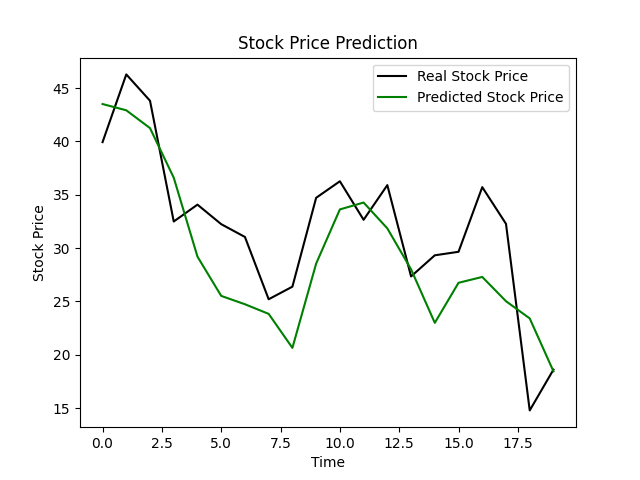 Stock Price Prediction
Real Stock Price
Predicted Stock Price
Stock Price
45
40
35
30
25
20
15
0.0 2.5 5.0 7.5 10.0 12.5 15.0 17.5
Time